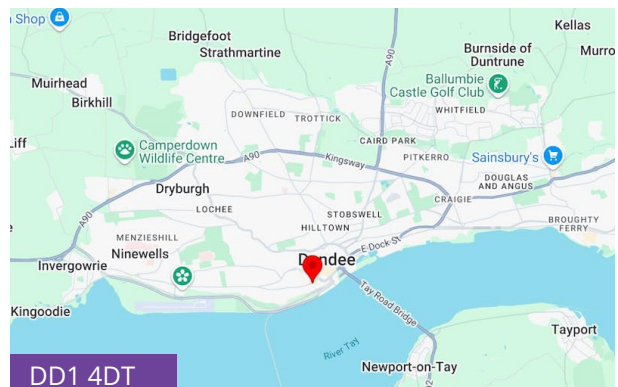 Shop
Kellas
Bridgefoot
Strathmartine
Burnside of
Duntrune
Murro
A90
Muirhead
Ballumbie
Castle Golf Club
Birkhill
WHITFIELD
DOWNFIELD
TROTTICK
CAIRD PARK
Liff
Camperdown
Wildlife Centre
A90
Kingsway
PITKERRO
Sainsbury's
DOUGLAS
AND ANGUS
Dryburgh
LOCHEE
STOBSWELL
CRAIGIE
A90
HILLTOWN
BROUGHTY
FERRY
MENZIESHILL
Ninewells
E Dock St
Invergowrie
Dundee
Tay Road Bridge
Kingoodie
Tayport
River Tay
Newport-on-Tay
DD1 4DT